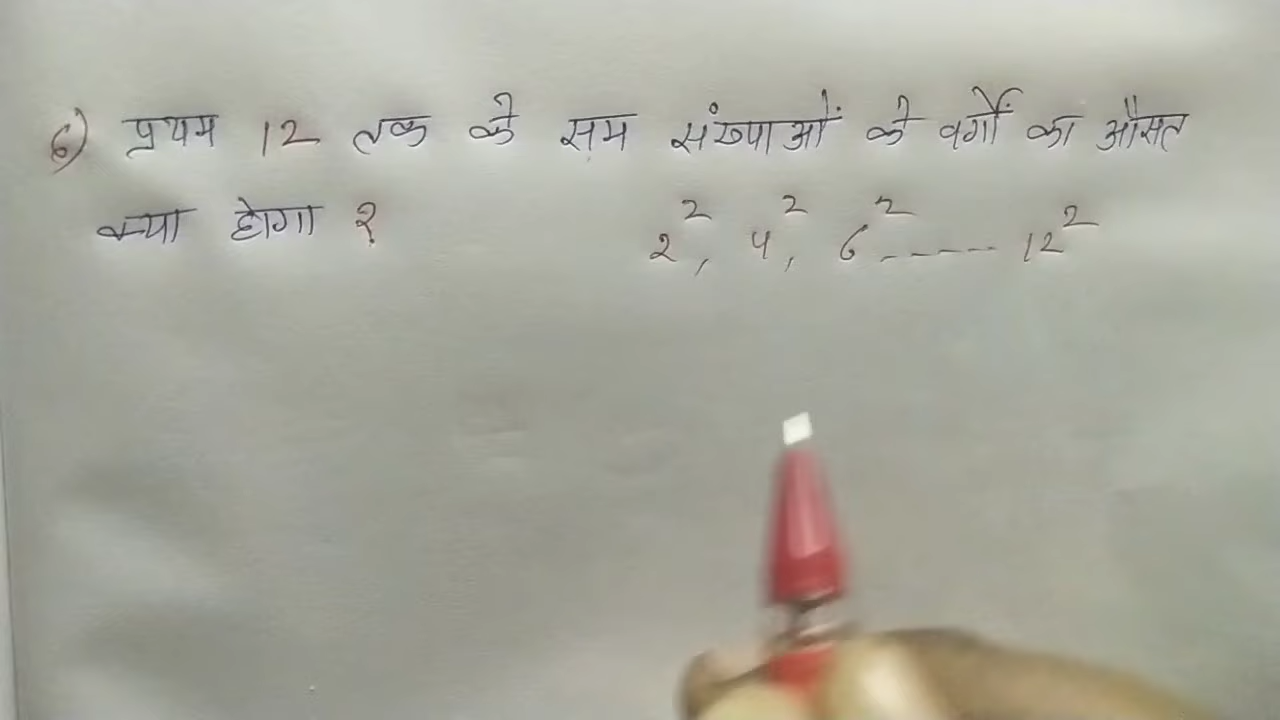 6) प्रथम 12 तक के सम संख्याओं के वर्गों का औसत
क्या होगा ? 2², 4², 6² ----- 12²